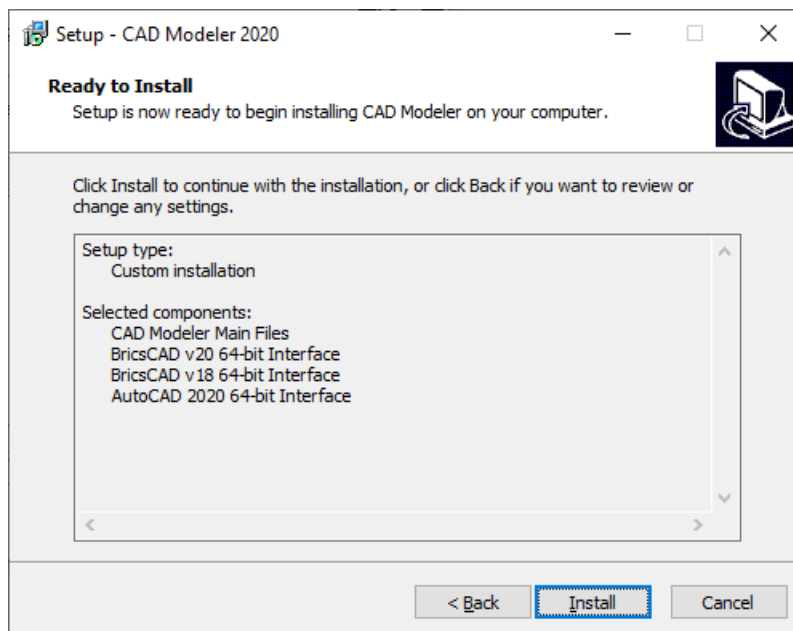 Setup - CAD Modeler 2020
Ready to Install
Setup is now ready to begin installing CAD Modeler on your computer.
Click Install to continue with the installation, or click Back if you want to review or
change any settings.
Setup type:
Custom installation
Selected components:
CAD Modeler Main Files
BricsCAD v20 64-bit Interface
BricsCAD v18 64-bit Interface
AutoCAD 2020 64-bit Interface
< Back
Install
Cancel